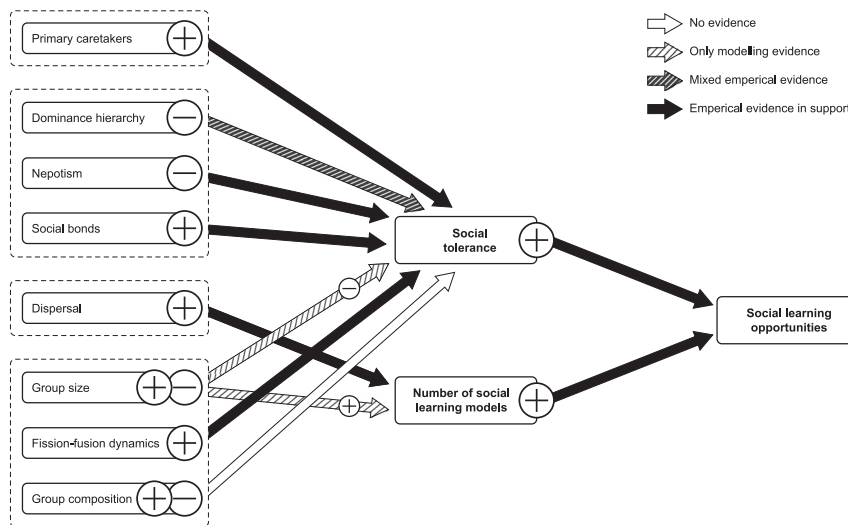 Primary caretakers
Dominance hierarchy
Nepotism
Social bonds
Dispersal
Group size
Fission-fusion dynamics
Group composition
Social
tolerance
Number of social
learning models
Social learning
opportunities
No evidence
Only modelling evidence
Mixed emperical evidence
Emperical evidence in support